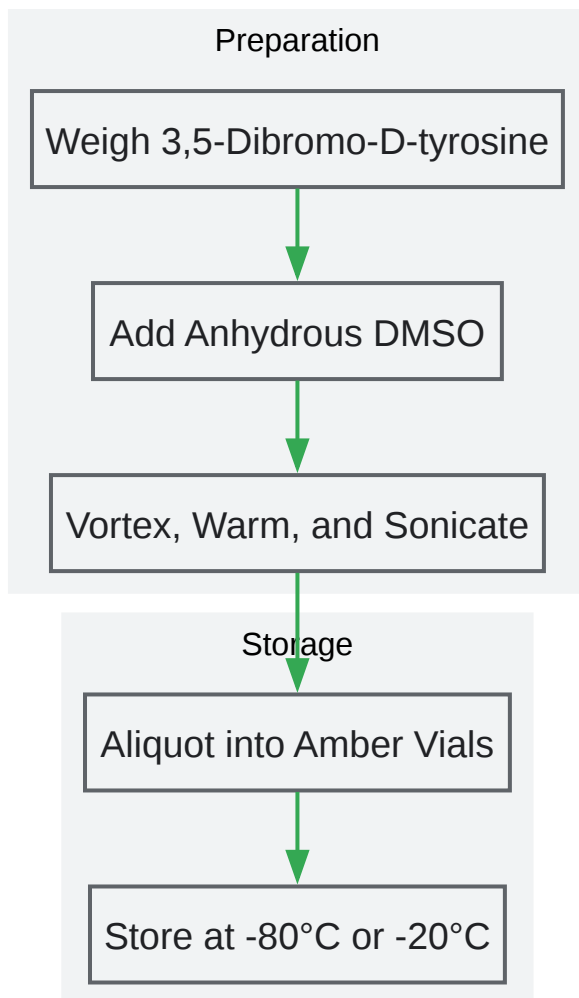 Preparation
Weigh 3,5-Dibromo-D-tyrosine
Add Anhydrous DMSO
Vortex, Warm, and Sonicate
Storage
Aliquot into Amber Vials
Store at -80°C or -20°C